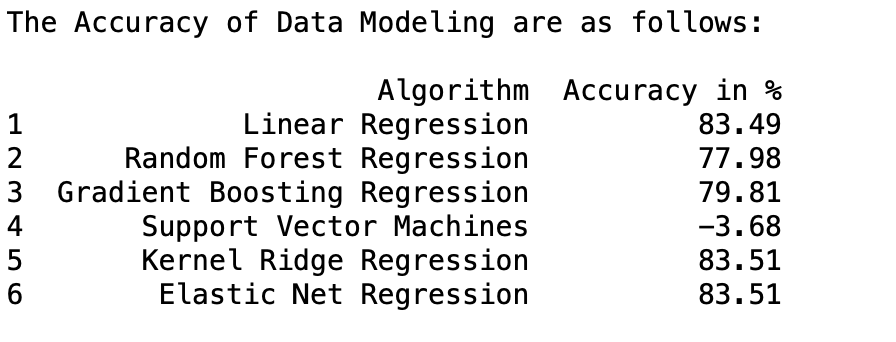 The Accuracy of Data Modeling are as follows:
Algorithm Accuracy in %
1 Linear Regression 83.49
2 Random Forest Regression 77.98
3 Gradient Boosting Regression 79.81
4 Support Vector Machines -3.68
5 Kernel Ridge Regression 83.51
6 Elastic Net Regression 83.51